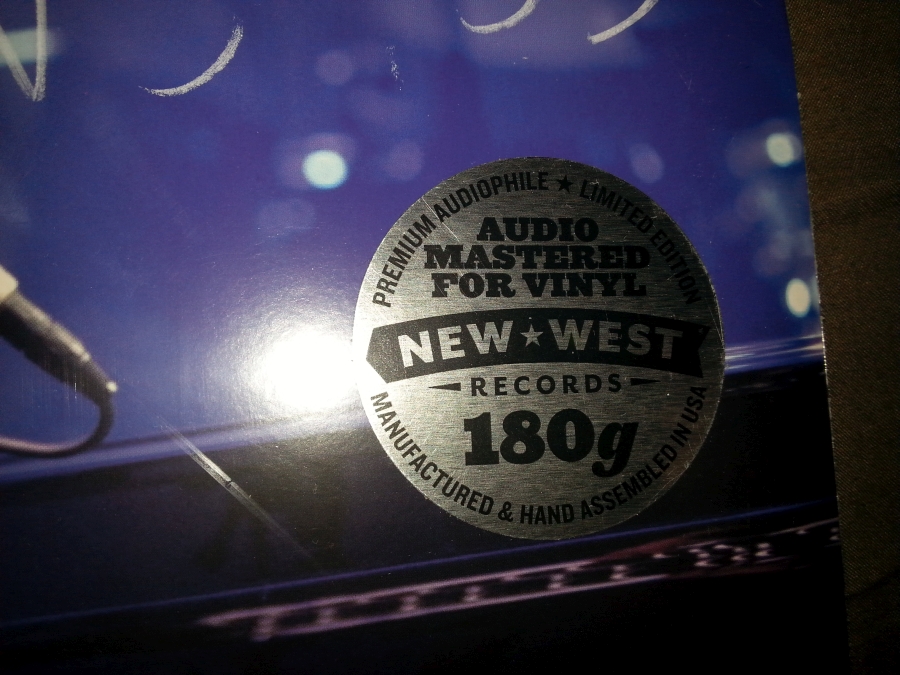 PREMIUM AUDIOPHILE ★ LIMITED EDITION
AUDIO
MASTERED
FOR VINYL
NEW★WEST
RECORDS
180g
MANUFACTURED & HAND ASSEMBLED IN USA